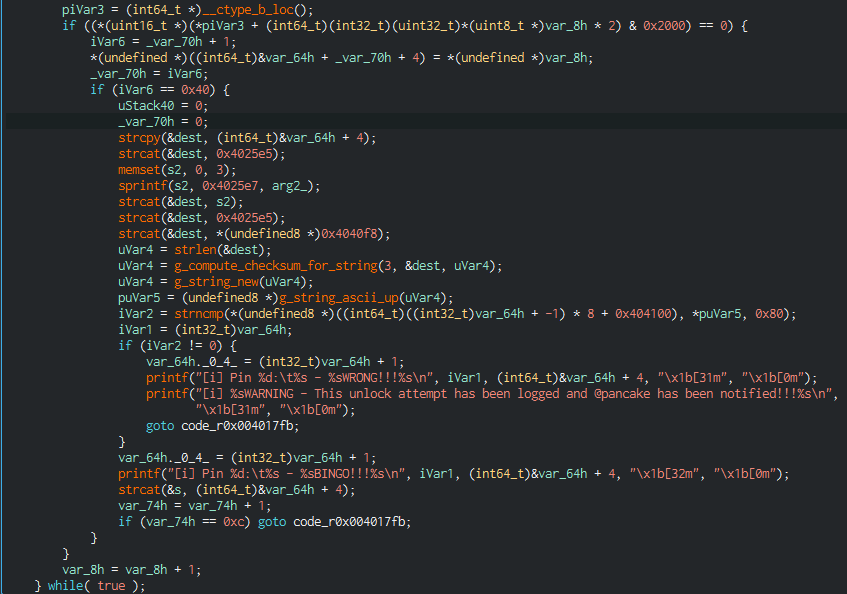 piVar3 = (int64_t *)__ctype_b_loc();
if ((*(uint16_t *)(*piVar3 + (int64_t)(int32_t)(uint32_t)*(uint8_t *)var_8h * 2) & 0x2000) == 0) {
iVar6 = _var_70h + 1;
*(undefined *)((int64_t)&var_64h + _var_70h + 4) = *(undefined *)var_8h;
_var_70h = iVar6;
if (iVar6 == 0x40) {
uStack40 = 0;
_var_70h = 0;
strcpy(&dest, (int64_t)&var_64h + 4);
strcat(&dest, 0x4025e5);
memset(s2, 0, 3);
sprintf(s2, 0x4025e7, arg2_);
strcat(&dest, s2);
strcat(&dest, 0x4025e5);
strcat(&dest, *(undefined8 *)0x4040f8);
uVar4 = strlen(&dest);
uVar4 = g_compute_checksum_for_string(3, &dest, uVar4);
uVar4 = g_string_new(uVar4);
puVar5 = (undefined8 *)g_string_ascii_up(uVar4);
iVar2 = strncmp(*(undefined8 *)((int64_t)((int32_t)var_64h + -1) * 8 + 0x404100), *puVar5, 0x80);
iVar1 = (int32_t)var_64h;
if (iVar2 != 0) {
var_64h._0_4_ = (int32_t)var_64h + 1;
printf("[i] Pin %d:\t%s - %sWRONG!!!%s\n", iVar1, (int64_t)&var_64h + 4, "\x1b[31m", "\x1b[0m");
printf("[i] %sWARNING - This unlock attempt has been logged and @pancake has been notified!!!%s\n",
"\x1b[31m", "\x1b[0m");
goto code_r0x004017fb;
}
var_64h._0_4_ = (int32_t)var_64h + 1;
printf("[i] Pin %d:\t%s - %sBINGO!!!%s\n", iVar1, (int64_t)&var_64h + 4, "\x1b[32m", "\x1b[0m");
strcat(&s, (int64_t)&var_64h + 4);
var_74h = var_74h + 1;
if (var_74h == 0xc) goto code_r0x004017fb;
}
}
var_8h = var_8h + 1;
} while( true );